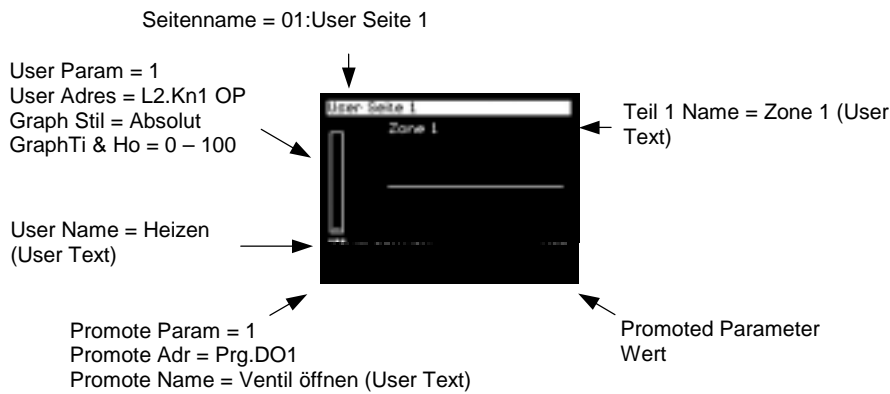 Seitenname = 01:User Seite 1
User Param = 1
User Adres = L2.Kn1 OP
Graph Stil = Absolut
GraphTi & Ho = 0 – 100
User Seite 1
Zone 1
Teil 1 Name = Zone 1 (User
Text)
User Name = Heizen
(User Text)
Promote Param = 1
Promote Adr = Prg.DO1
Promote Name = Ventil öffnen (User Text)
Promoted Parameter
Wert